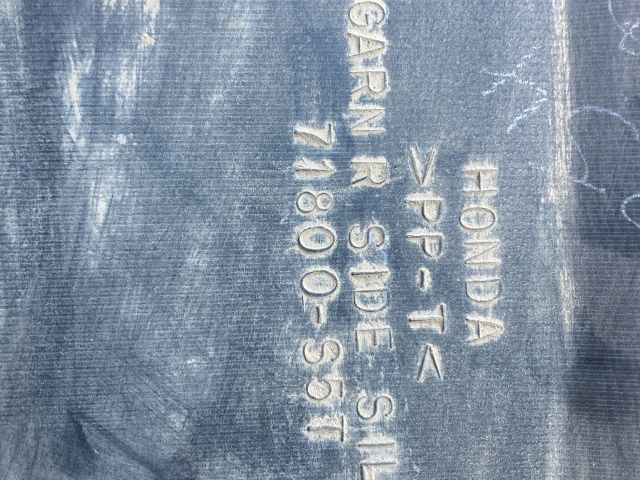 HONDA
>PP-T<
GARN R SIDE SIL
71800-S5T